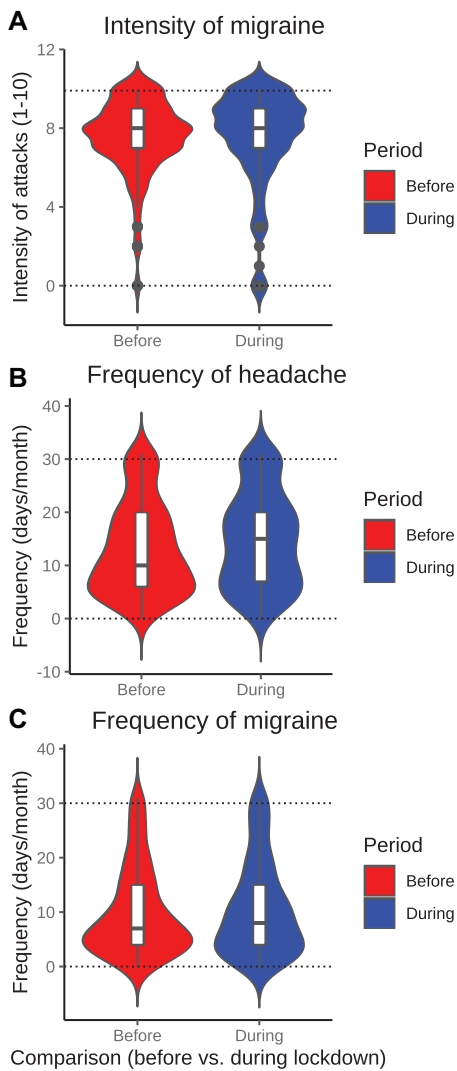 A
Intensity of migraine
Intensity of attacks (1-10)
12
8
4
0
Before
During
Period
Before
During
B
Frequency of headache
Frequency (days/month)
40
30
20
10
0
-10
Before
During
Period
Before
During
C
Frequency of migraine
Frequency (days/month)
40
30
20
10
0
Before
During
Period
Before
During
Comparison (before vs. during lockdown)